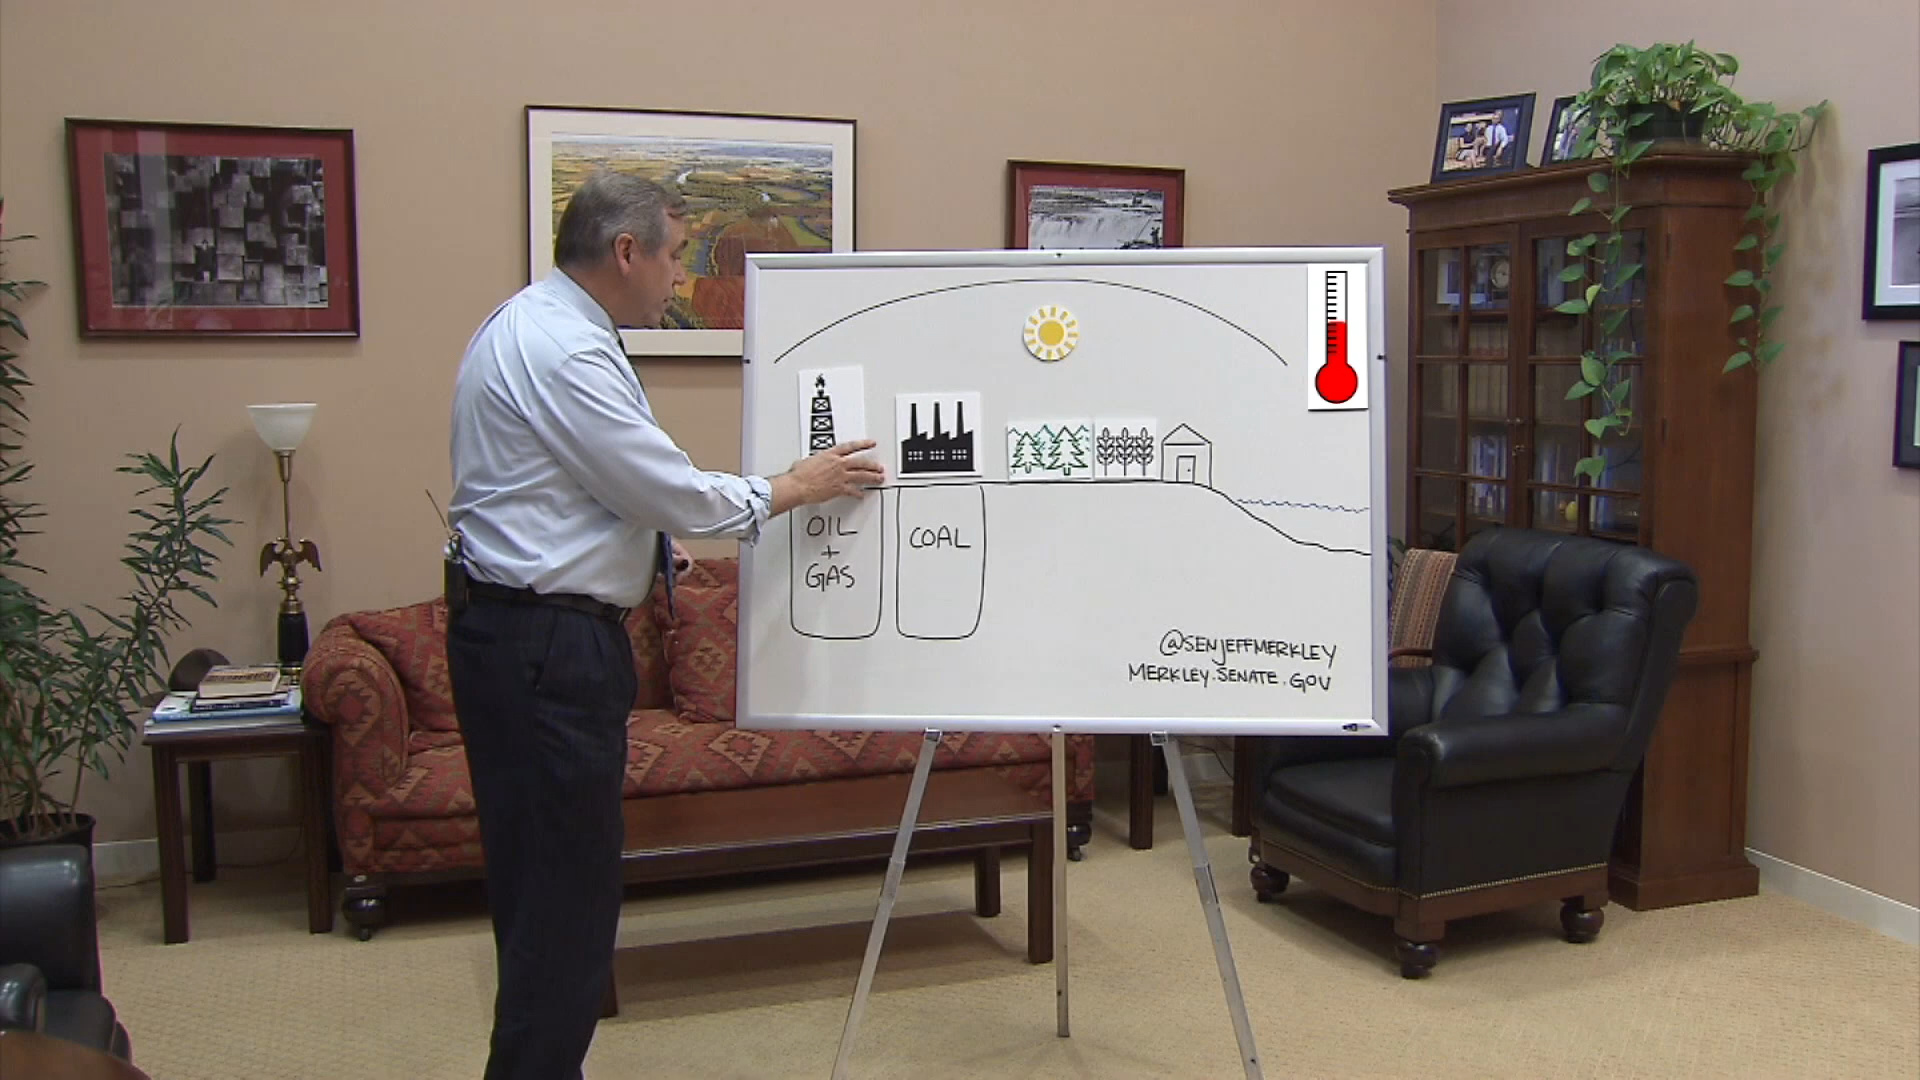 OIL
+
GAS
COAL
@SENJEFFMERKLEY
MERKLEY.SENATE.GOV